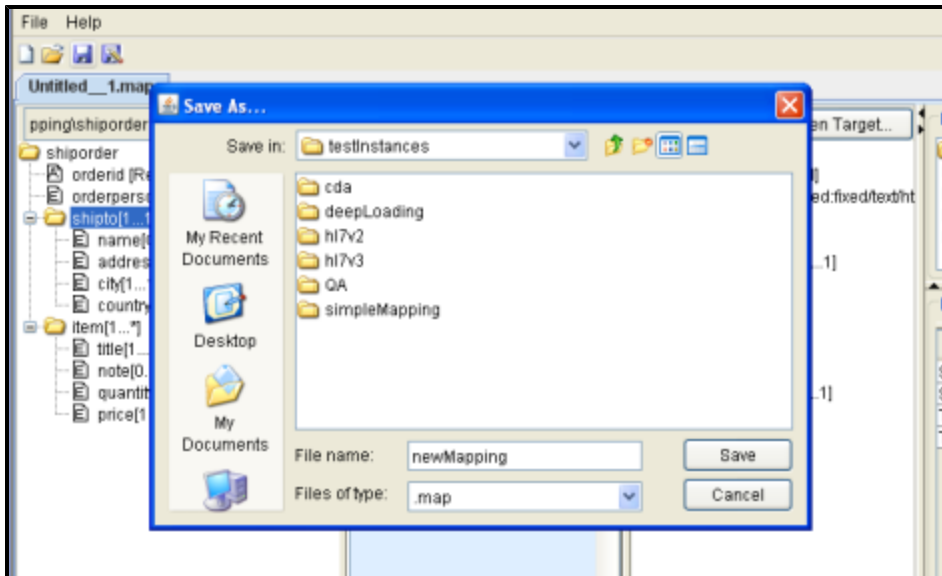 File Help
Untitled__1.map
Save As...
pping\shiporder
en Target...
Save in: testInstances
shiporder
orderid [Re
orderperso
shipto[1...1
name[
addres
city[1...
country
item[1...*]
title[1...
note[0.
quantit
price[1
My Recent
Documents
Desktop
My
Documents
cda
deepLoading
hl7v2
hl7v3
QA
simpleMapping
ed:fixed/text/ht
...1]
..1]
File name: newMapping Save
Files of type: .map Cancel